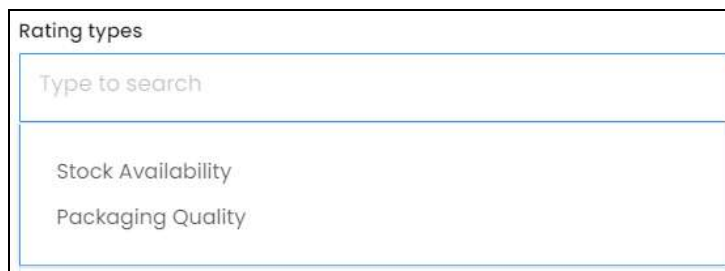 Rating types
Type to search
Stock Availability
Packaging Quality